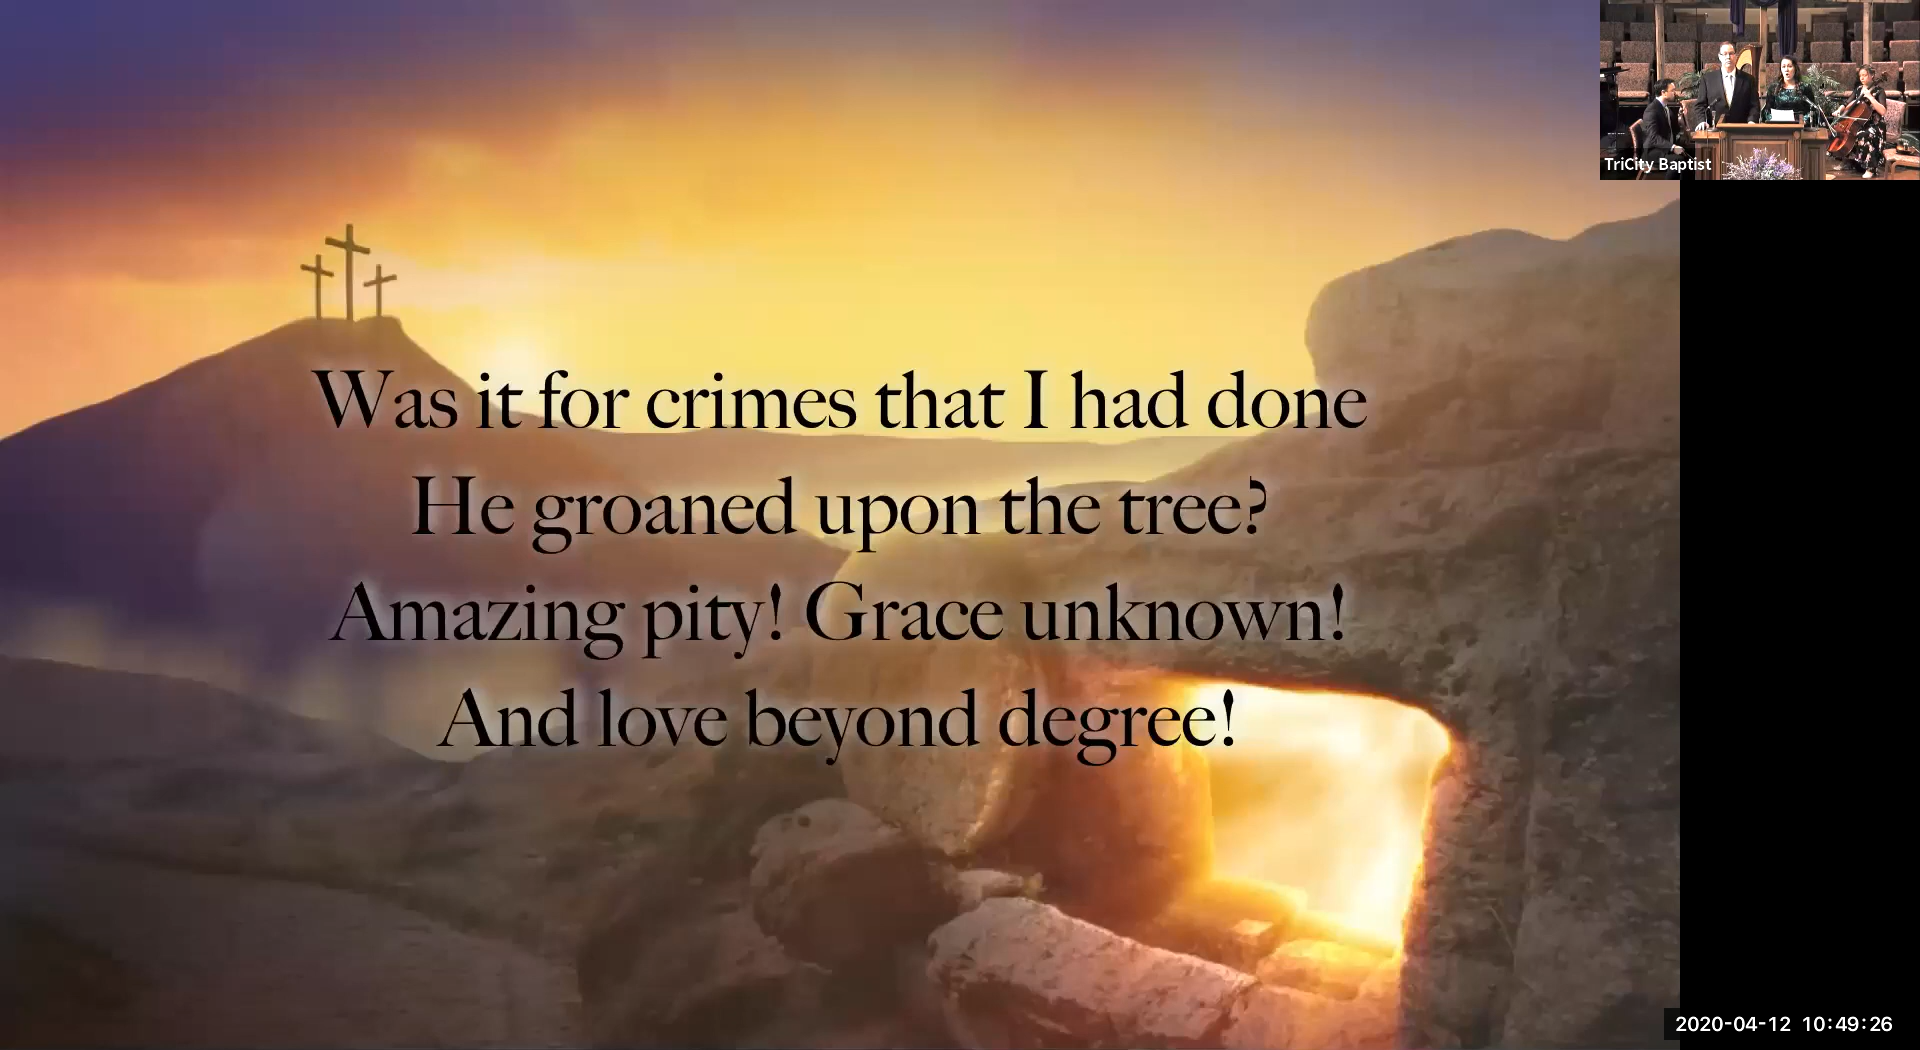 Was it for crimes that I had done
He groaned upon the tree?
Amazing pity! Grace unknown!
And love beyond degree!
TriCity Baptist
2020-04-12 10:49:26